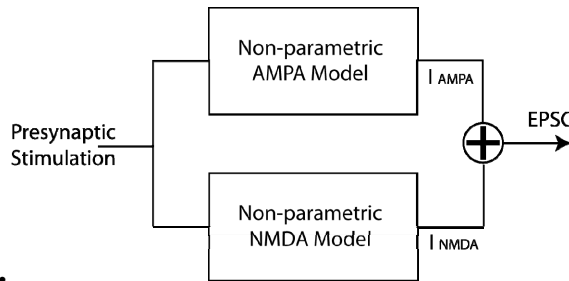 Non-parametric
AMPA Model
I AMPA
Presynaptic
Stimulation
EPSC
Non-parametric
NMDA Model
I NMDA